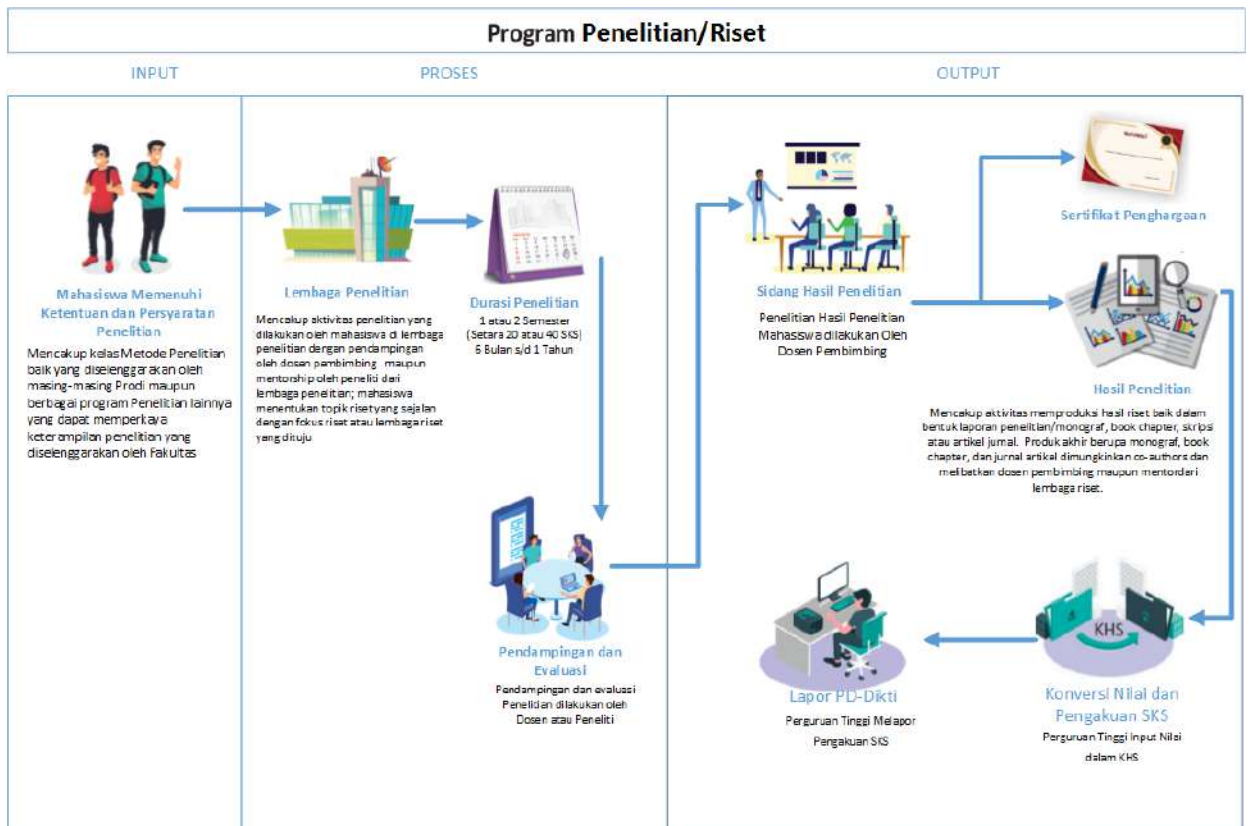 Program Penelitian/Riset
INPUT
PROSES
OUTPUT
Mahasiswa Memenuhi
Ketentuan dan Persyaratan
Penelitian
Mencakup kelas Metode Penelitian
baik yang diselenggarakan oleh
masing-masing Prodi maupun
berbagai program Penelitian lainnya
yang dapat memperkaya
keterampilan penelitian yang
diselenggarakan oleh Fakultas
Lembaga Penelitian
Mencakup aktivitas penelitian yang
dilakukan oleh mahasiswa di lembaga
penelitian dengan pendampingan
oleh dosen pembimbing maupun
mentorship oleh peneliti dari
lembaga penelitian; mahasiswa
menentukan topik riset yang sejalan
dengan fokus riset atau lembaga riset
yang dituju
Durasi Penelitian
1 atau 2 Semester
(Setara 20 atau 40 SKS)
6 Bulan s/d 1 Tahun
Pendampingan dan
Evaluasi
Pendampingan dan evaluasi
Penelitian dilakukan oleh
Dosen atau Peneliti
Sidang Hasil Penelitian
Penelitian Hasil Penelitian
Mahasiswa dilakukan Oleh
Dosen Pembimbing
Sertifikat Penghargaan
Hasil Penelitian
Mencakup aktivitas memproduksi hasil riset baik dalam
bentuk laporan penelitian/monograf, book chapter, skripsi
atau artikel jurnal. Produk akhir berupa monograf, book
chapter, dan jurnal artikel dimungkinkan co-authors dan
melibatkan dosen pembimbing maupun mentor dari
lembaga riset.
KHS
Konversi Nilai dan
Pengakuan SKS
Perguruan Tinggi Input Nilai
dalam KHS
Lapor PD-Dikti
Perguruan Tinggi Melapor
Pengakuan SKS